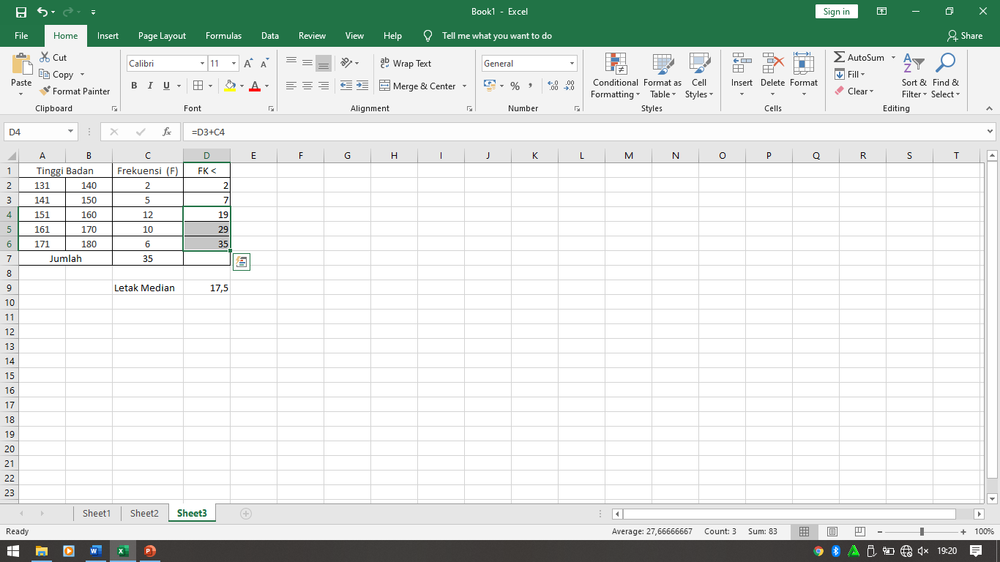 Book1 - Excel
Sign in
File Home Insert Page Layout Formulas Data Review View Help Tell me what you want to do Share
Paste
Cut
Copy
Format Painter
Clipboard
Calibri 11 A A
B I U A
Font
ab Wrap Text
Merge & Center
Alignment
General
% ,
Number
Conditional Formatting
Format as Table
Cell Styles
Styles
Insert Delete Format
Cells
AutoSum
Fill
Clear
Sort & Filter
Find & Select
Editing
D4 fx =D3+C4
A B C D E F G H I J K L M N O P Q R S T
1 Tinggi Badan Frekuensi (F) FK <
2 131 140 2 2
3 141 150 5 7
4 151 160 12 19
5 161 170 10 29
6 171 180 6 35
7 Jumlah 35
8
9 Letak Median 17,5
10
11
12
13
14
15
16
17
18
19
20
21
22
23
Sheet1 Sheet2 Sheet3
Ready Average: 27,66666667 Count: 3 Sum: 83 100%
19:20